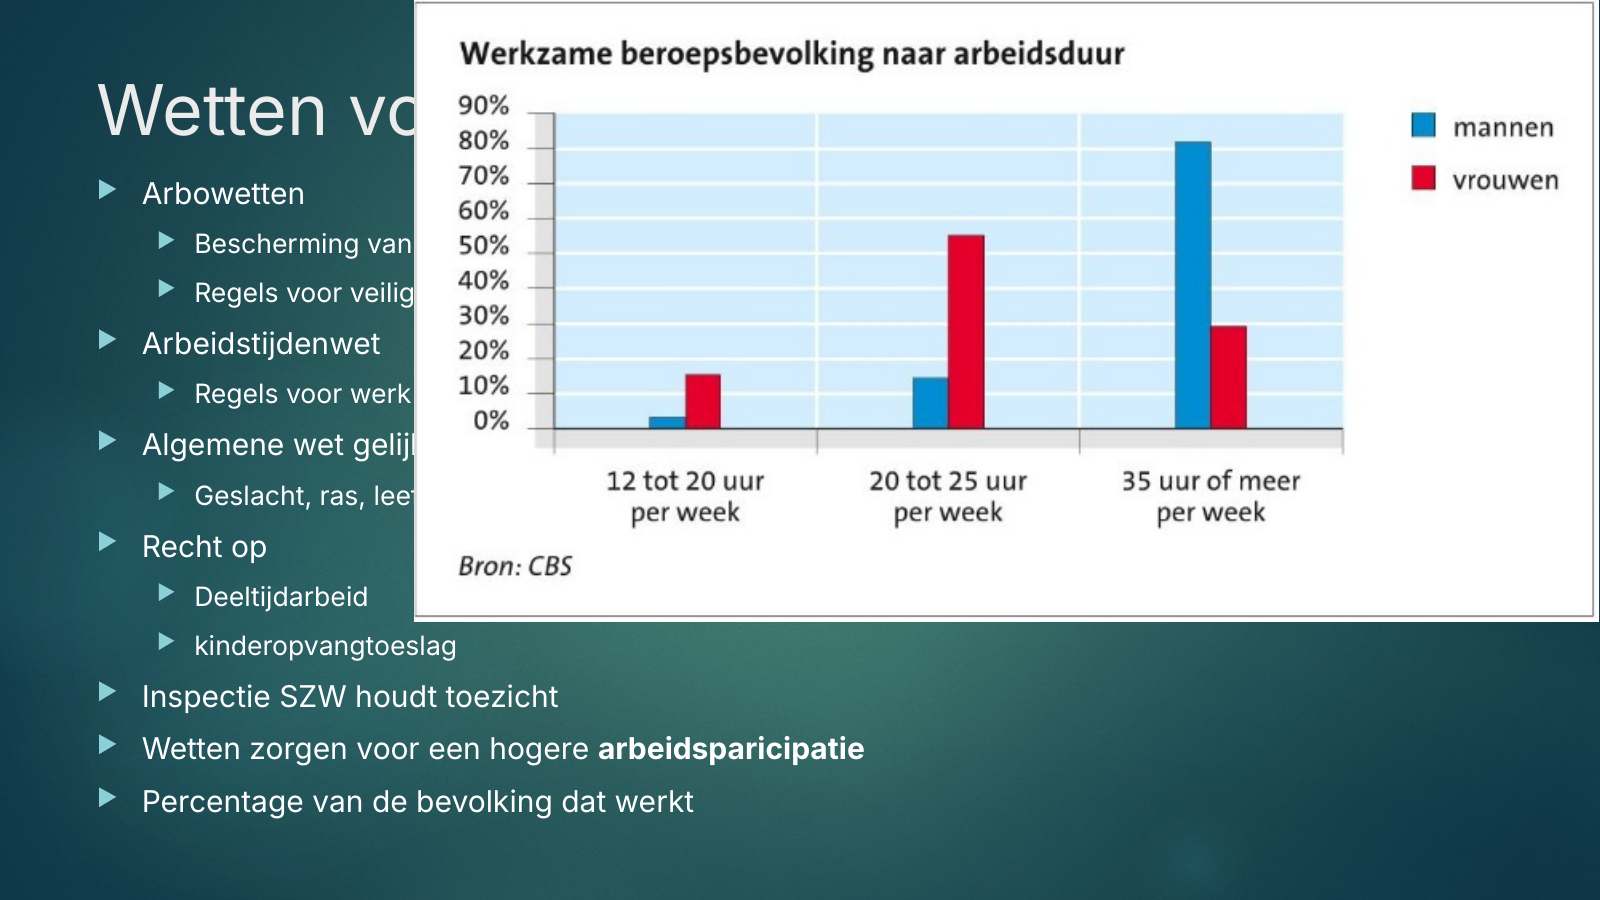 Wetten vo
Arbowetten
Bescherming van
Regels voor veilig
Arbeidstijdenwet
Regels voor werk
Algemene wet gelij
Geslacht, ras, lee
Recht op
Deeltijdarbeid
kinderopvangtoeslag
Inspectie SZW houdt toezicht
Wetten zorgen voor een hogere arbeidsparicipatie
Percentage van de bevolking dat werkt
Werkzame beroepsbevolking naar arbeidsduur
90%
80%
70%
60%
50%
40%
30%
20%
10%
0%
12 tot 20 uur
per week
20 tot 25 uur
per week
35 uur of meer
per week
mannen
vrouwen
Bron: CBS